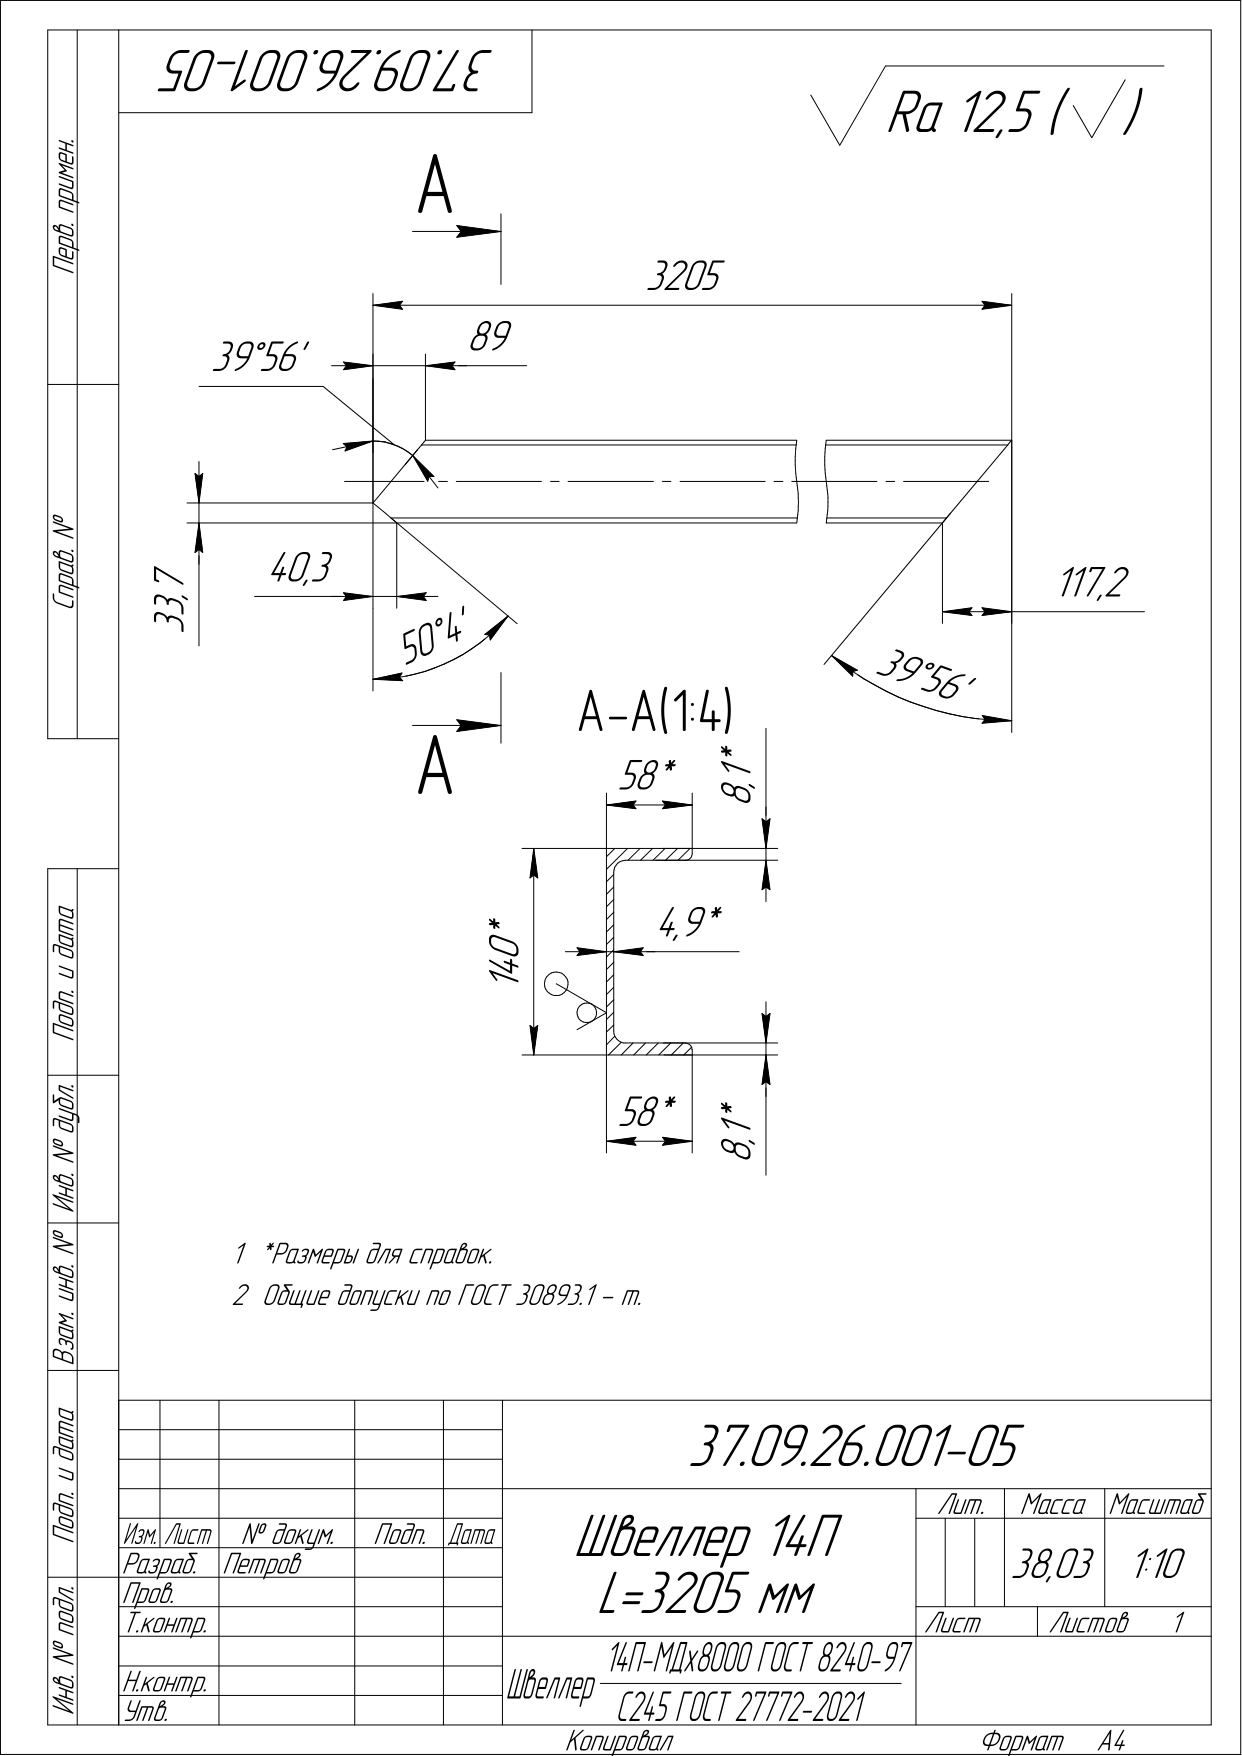 37.09.26.001-05
Ra 12,5 (√)
A
3205
89
39°56'
33,7
40,3
50°4'
117,2
39°56'
A
А-А(1:4)
58*
8,1*
140*
4,9*
58*
8,1*
1 *Размеры для справок.
2 Общие допуски по ГОСТ 30893.1 - m.
Перв. примен.
Справ. №
Подп. и дата
Инв. № дубл.
Взам. инв. №
Подп. и дата
Инв. № подл.
37.09.26.001-05
Изм. Лист № докум. Подп. Дата
Разраб. Петров
Пров.
Т.контр.
Н.контр.
Утв.
Швеллер 14П
L=3205 мм
Лит. Масса Масштаб
38,03 1:10
Лист Листов 1
Швеллер 14П-МДх8000 ГОСТ 8240-97
С245 ГОСТ 27772-2021
Копировал Формат А4